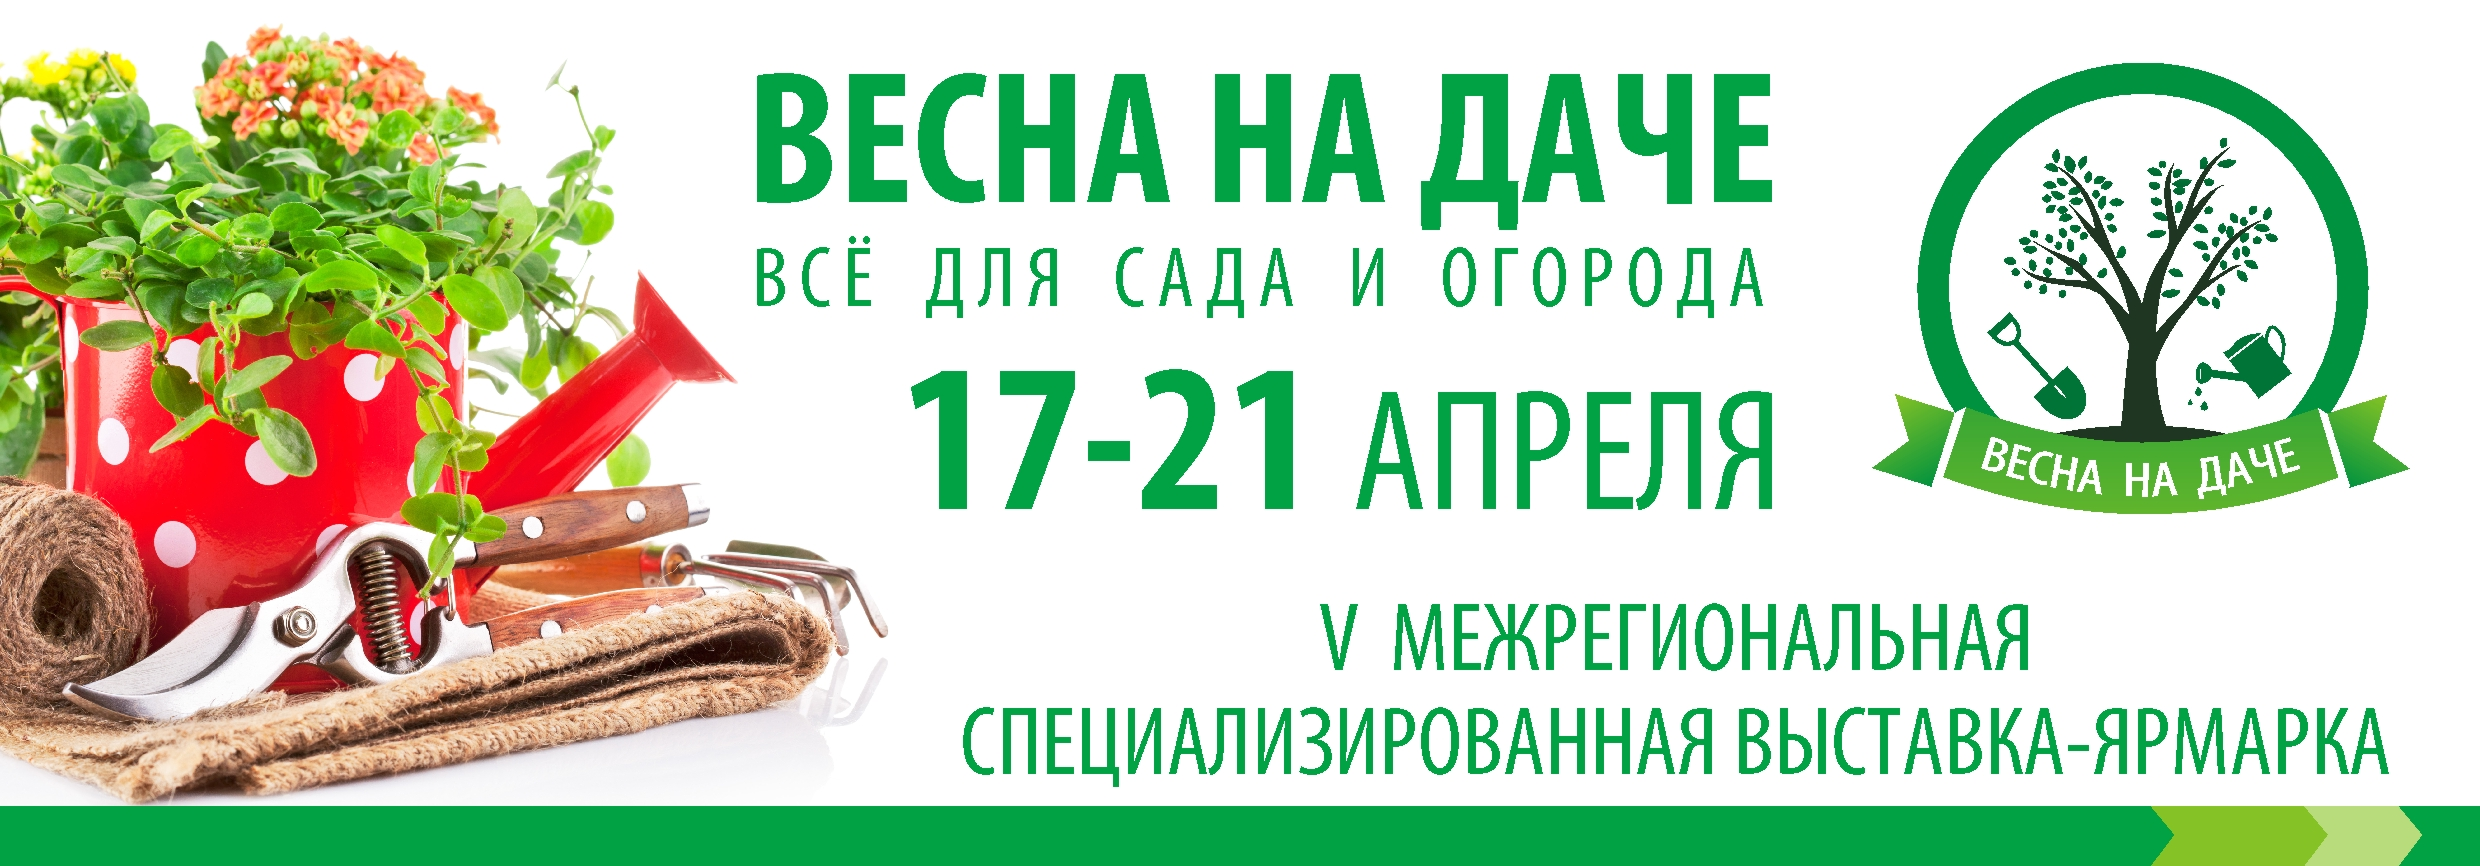 ВЕСНА НА ДАЧЕ
ВСЁ ДЛЯ САДА И ОГОРОДА
17-21 АПРЕЛЯ
ВЕСНА НА ДАЧЕ
V МЕЖРЕГИОНАЛЬНАЯ
СПЕЦИАЛИЗИРОВАННАЯ ВЫСТАВКА-ЯРМАРКА